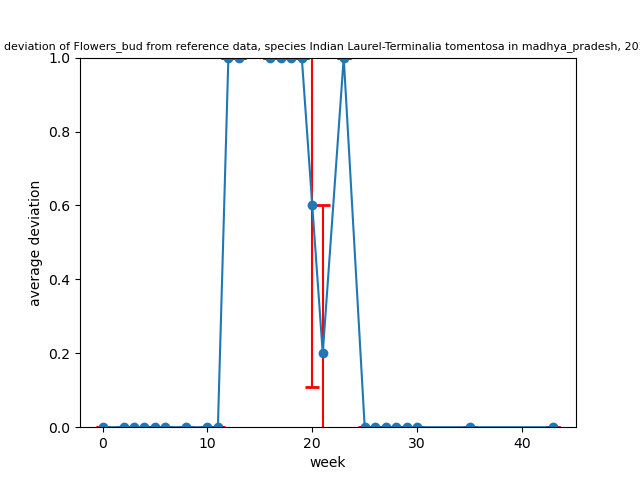 deviation of Flowers_bud from reference data, species Indian Laurel-Terminalia tomentosa in madhya_pradesh,
1.0
0.8
0.6
0.4
0.2
0.0
average deviation
0 10 20 30 40
week